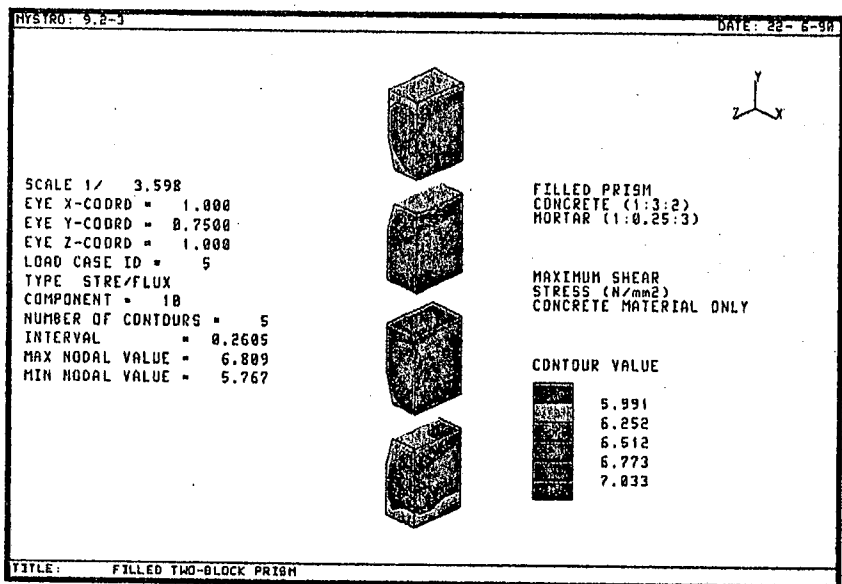 MYSTRO: 9.2-3
DATE: 22- 6-90
Y
Z X
SCALE 1/ 3.598
EYE X-COORD = 1.000
EYE Y-COORD = 0.7500
EYE Z-COORD = 1.000
LOAD CASE ID = 5
TYPE STRE/FLUX
COMPONENT = 10
NUMBER OF CONTOURS = 5
INTERVAL = 0.2605
MAX NODAL VALUE = 6.809
MIN NODAL VALUE = 5.767
FILLED PRISM
CONCRETE (1:3:2)
MORTAR (1:0.25:3)
MAXIMUM SHEAR
STRESS (N/mm2)
CONCRETE MATERIAL ONLY
CONTOUR VALUE
5.991
6.252
6.512
6.773
7.033
TITLE: FILLED TWO-BLOCK PRISM